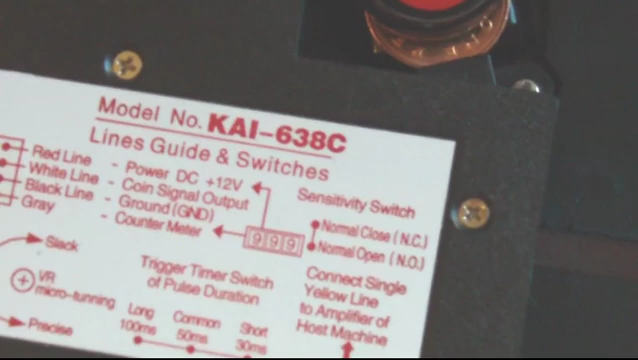 Model No. KAI-638C
Lines Guide & Switches
Red Line - Power DC +12V
White Line - Coin Signal Output
Black Line - Ground (GND)
Gray - Counter Meter
999
Sensitivity Switch
Normal Close ( N.C.)
Normal Open ( N.O.)
Slack
VR
micro-tunning
Precise
Trigger Timer Switch
of Pulse Duration
Long Common Short
100ms 50ms 30ms
Connect Single
Yellow Line
to Amplifier of
Host Machine